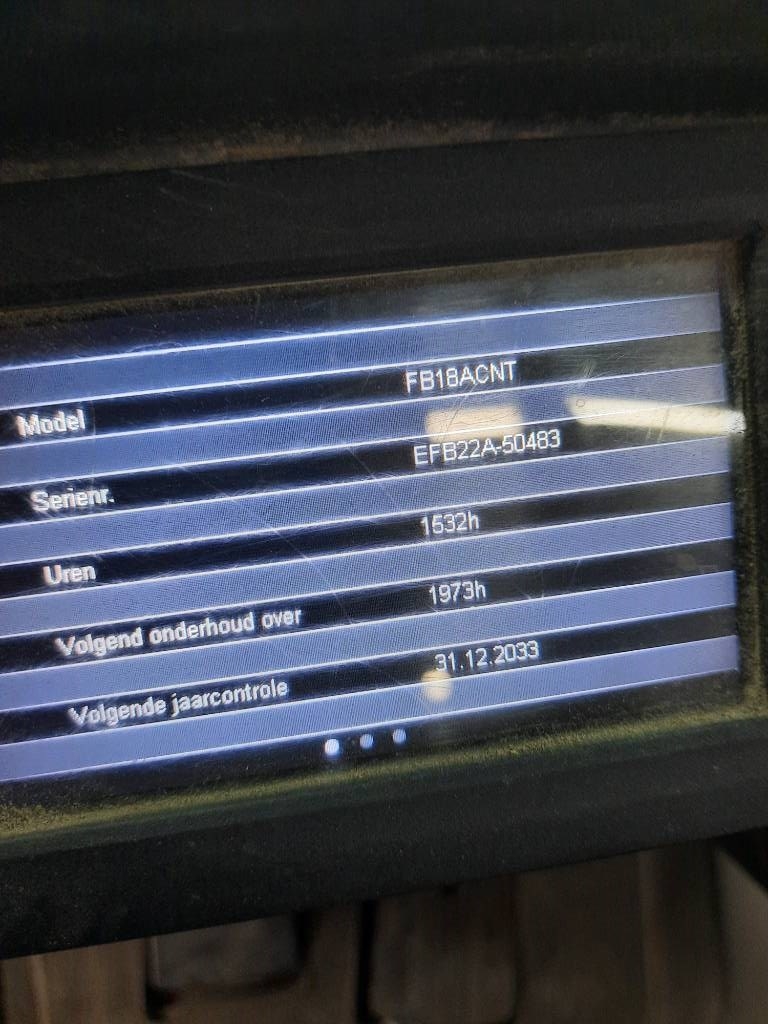 Model FB18ACNT
Serienr. EFB22A-50483
Uren 1532h
Volgend onderhoud over 1973h
Volgende jaarcontrole 31.12.2033